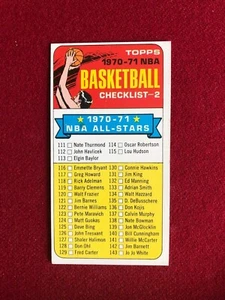 TOPPS
1970-71 NBA
BASKETBALL
CHECKLIST-2
1970-71
NBA ALL-STARS
111 Nate Thurmond 114 Oscar Robertson
112 John Havlicek 115 Lou Hudson
113 Elgin Baylor
116 Emmette Bryant 130 Connie Hawkins
117 Greg Howard 131 Jim King
118 Rick Adelman 132 Ed Manning
119 Barry Clemens 133 Adrian Smith
120 Walt Frazier 134 Walt Hazzard
121 Jim Barnes 135 D. DeBusschere
122 Bernie Williams 136 Don Kojis
123 Pete Maravich 137 Calvin Murphy
124 Matt Guokas 138 Nate Bowman
125 Dave Bing 139 Jon McGlocklin
126 John Tresvant 140 Billy Cunningham
127 Shaler Halimon 141 Willie McCarter
128 Don Ohl 142 Jim Barnett
129 Fred Carter 143 Jo Jo White